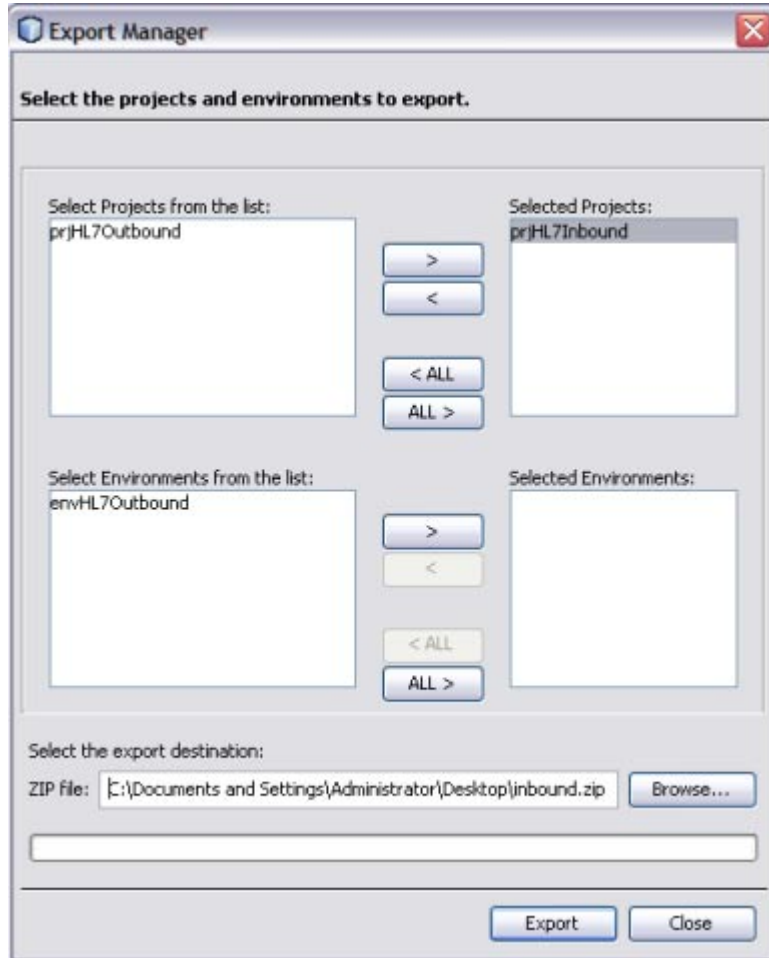 Export Manager
Select the projects and environments to export.
Select Projects from the list:
prjHL7Outbound
>
<
< ALL
ALL >
Selected Projects:
prjHL7Inbound
Select Environments from the list:
envHL7Outbound
>
<
< ALL
ALL >
Selected Environments:
Select the export destination:
ZIP file: C:\Documents and Settings\Administrator\Desktop\inbound.zip Browse...
Export Close